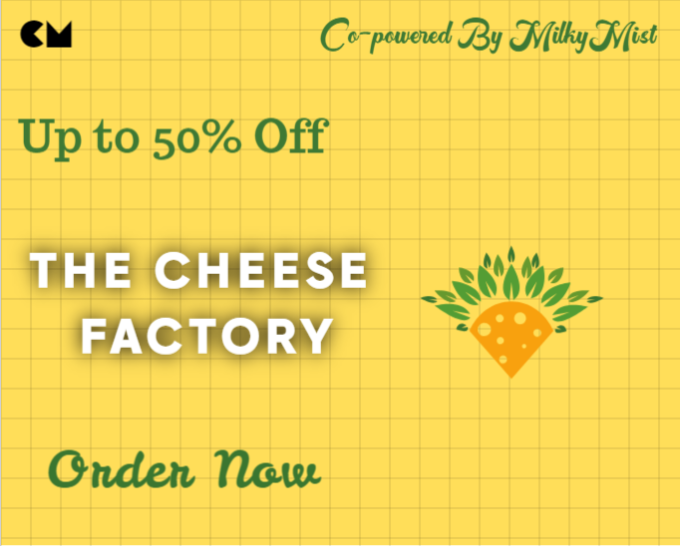 CM
Co-powered By MilkyMist
Up to 50% Off
THE CHEESE
FACTORY
Order Now